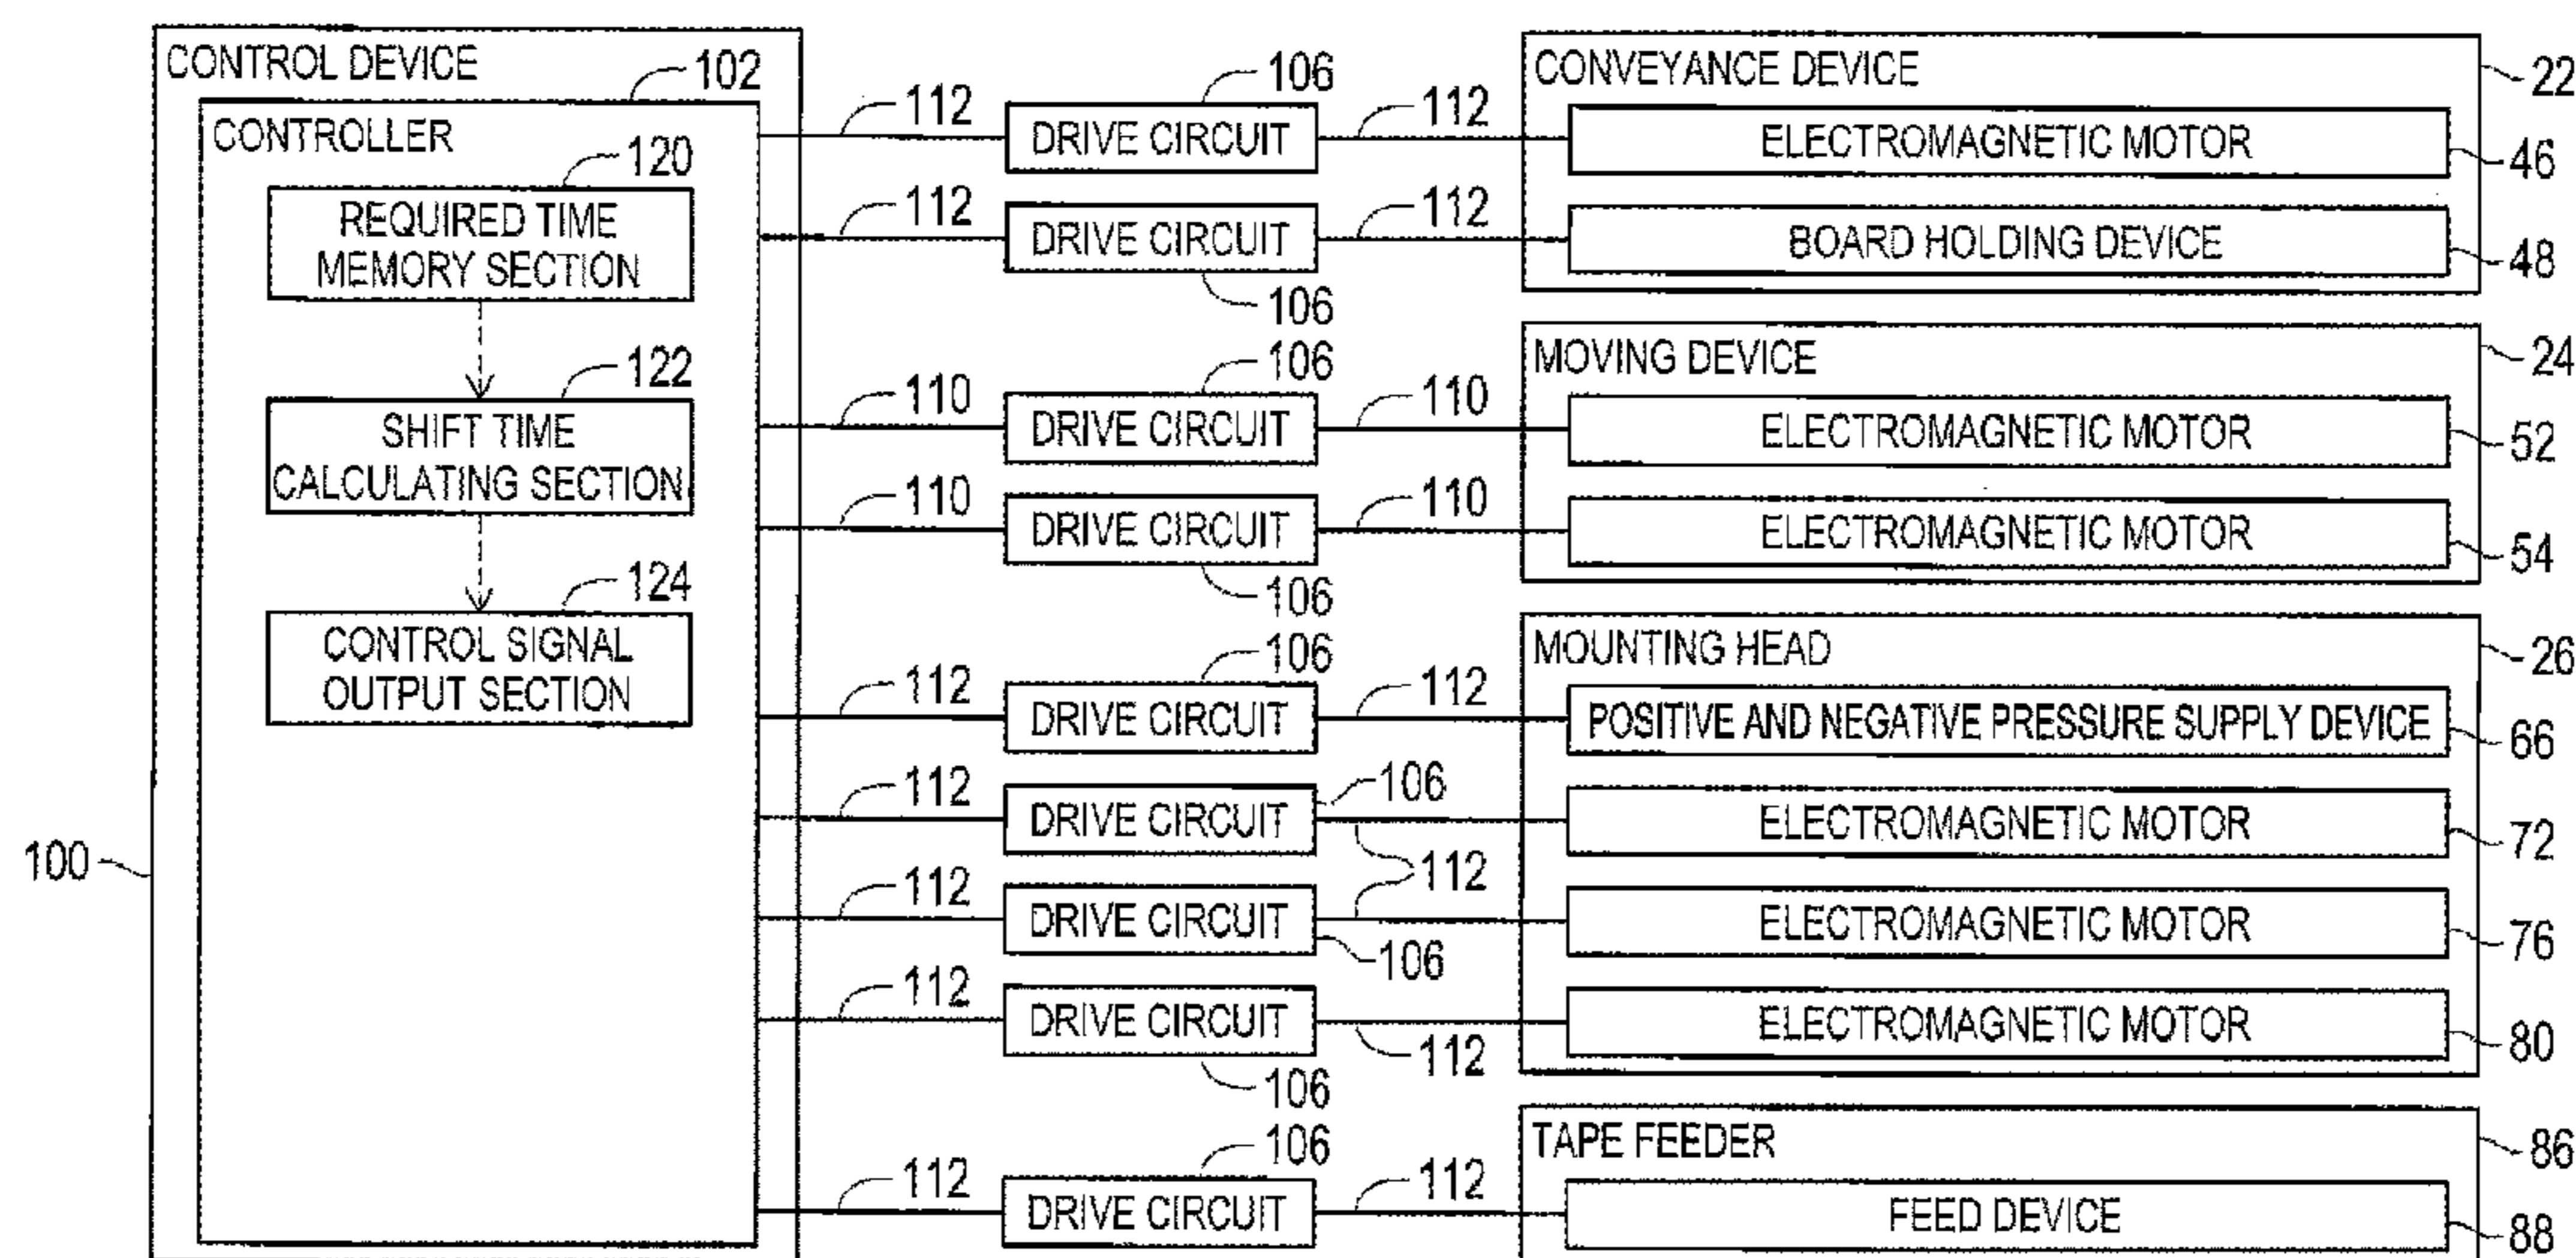 CONTROL DEVICE
102
CONTROLLER
120
REQUIRED TIME
MEMORY SECTION
122
SHIFT TIME
CALCULATING SECTION
124
CONTROL SIGNAL
OUTPUT SECTION
100
112
106
DRIVE CIRCUIT
112
112
DRIVE CIRCUIT
106
112
110
106
DRIVE CIRCUIT
110
110
DRIVE CIRCUIT
106
110
112
106
DRIVE CIRCUIT
112
112
DRIVE CIRCUIT
106
112
112
DRIVE CIRCUIT
106
112
DRIVE CIRCUIT
106
112
112
106
DRIVE CIRCUIT
112
CONVEYANCE DEVICE
22
ELECTROMAGNETIC MOTOR
46
BOARD HOLDING DEVICE
48
MOVING DEVICE
24
ELECTROMAGNETIC MOTOR
52
ELECTROMAGNETIC MOTOR
54
MOUNTING HEAD
26
POSITIVE AND NEGATIVE PRESSURE SUPPLY DEVICE
66
ELECTROMAGNETIC MOTOR
72
ELECTROMAGNETIC MOTOR
76
ELECTROMAGNETIC MOTOR
80
TAPE FEEDER
86
FEED DEVICE
88